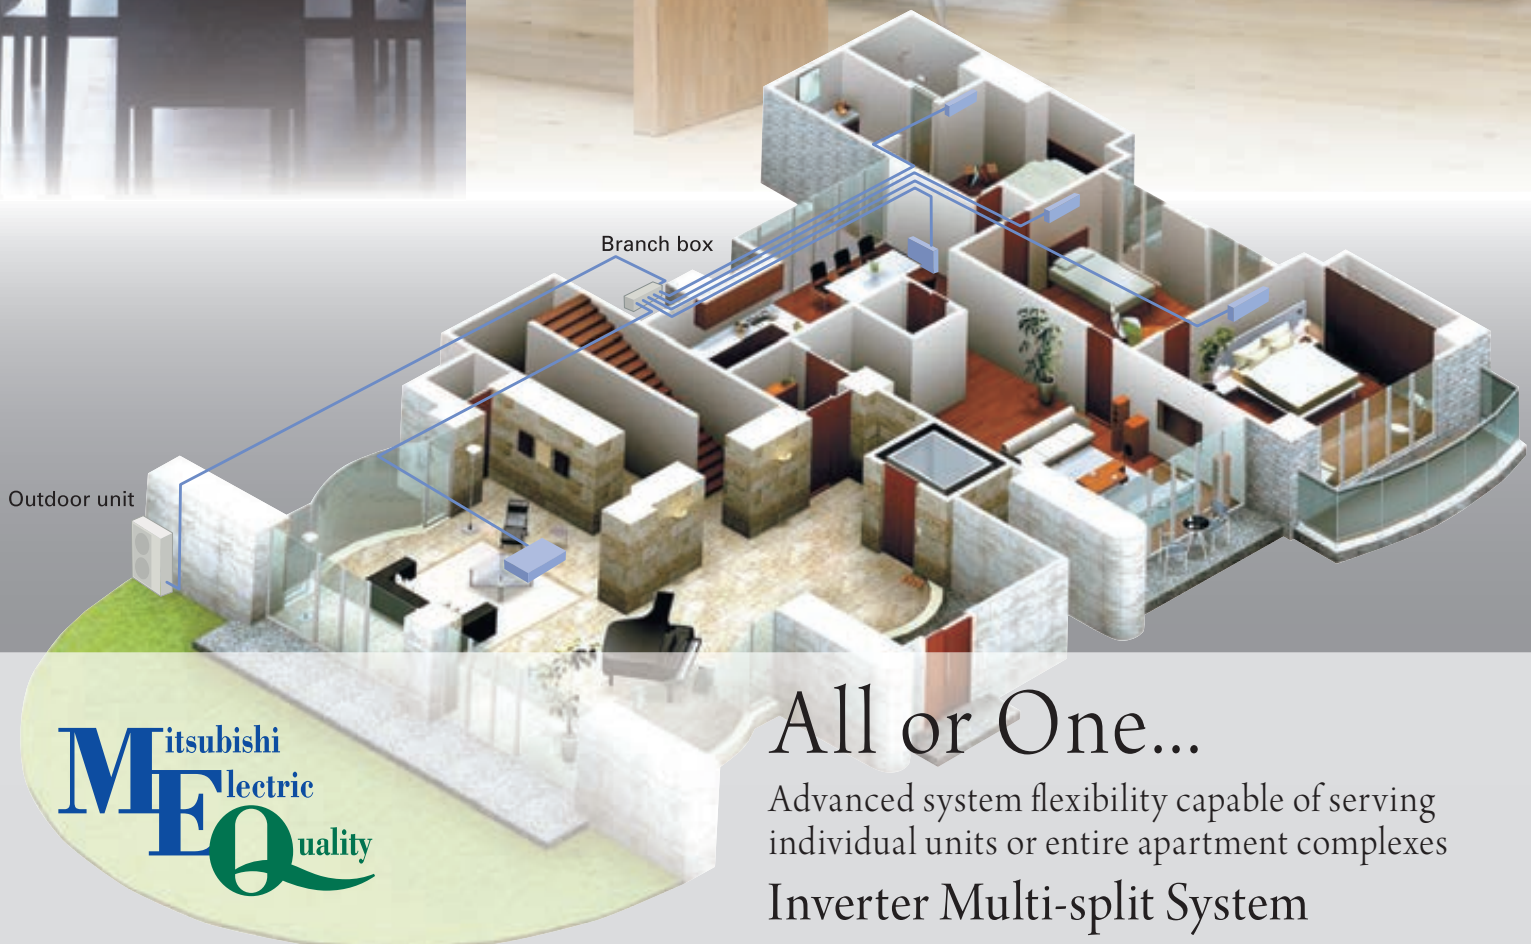 Branch box
Outdoor unit
Mitsubishi
Electric
Quality
All or One...
Advanced system flexibility capable of serving
individual units or entire apartment complexes
Inverter Multi-split System